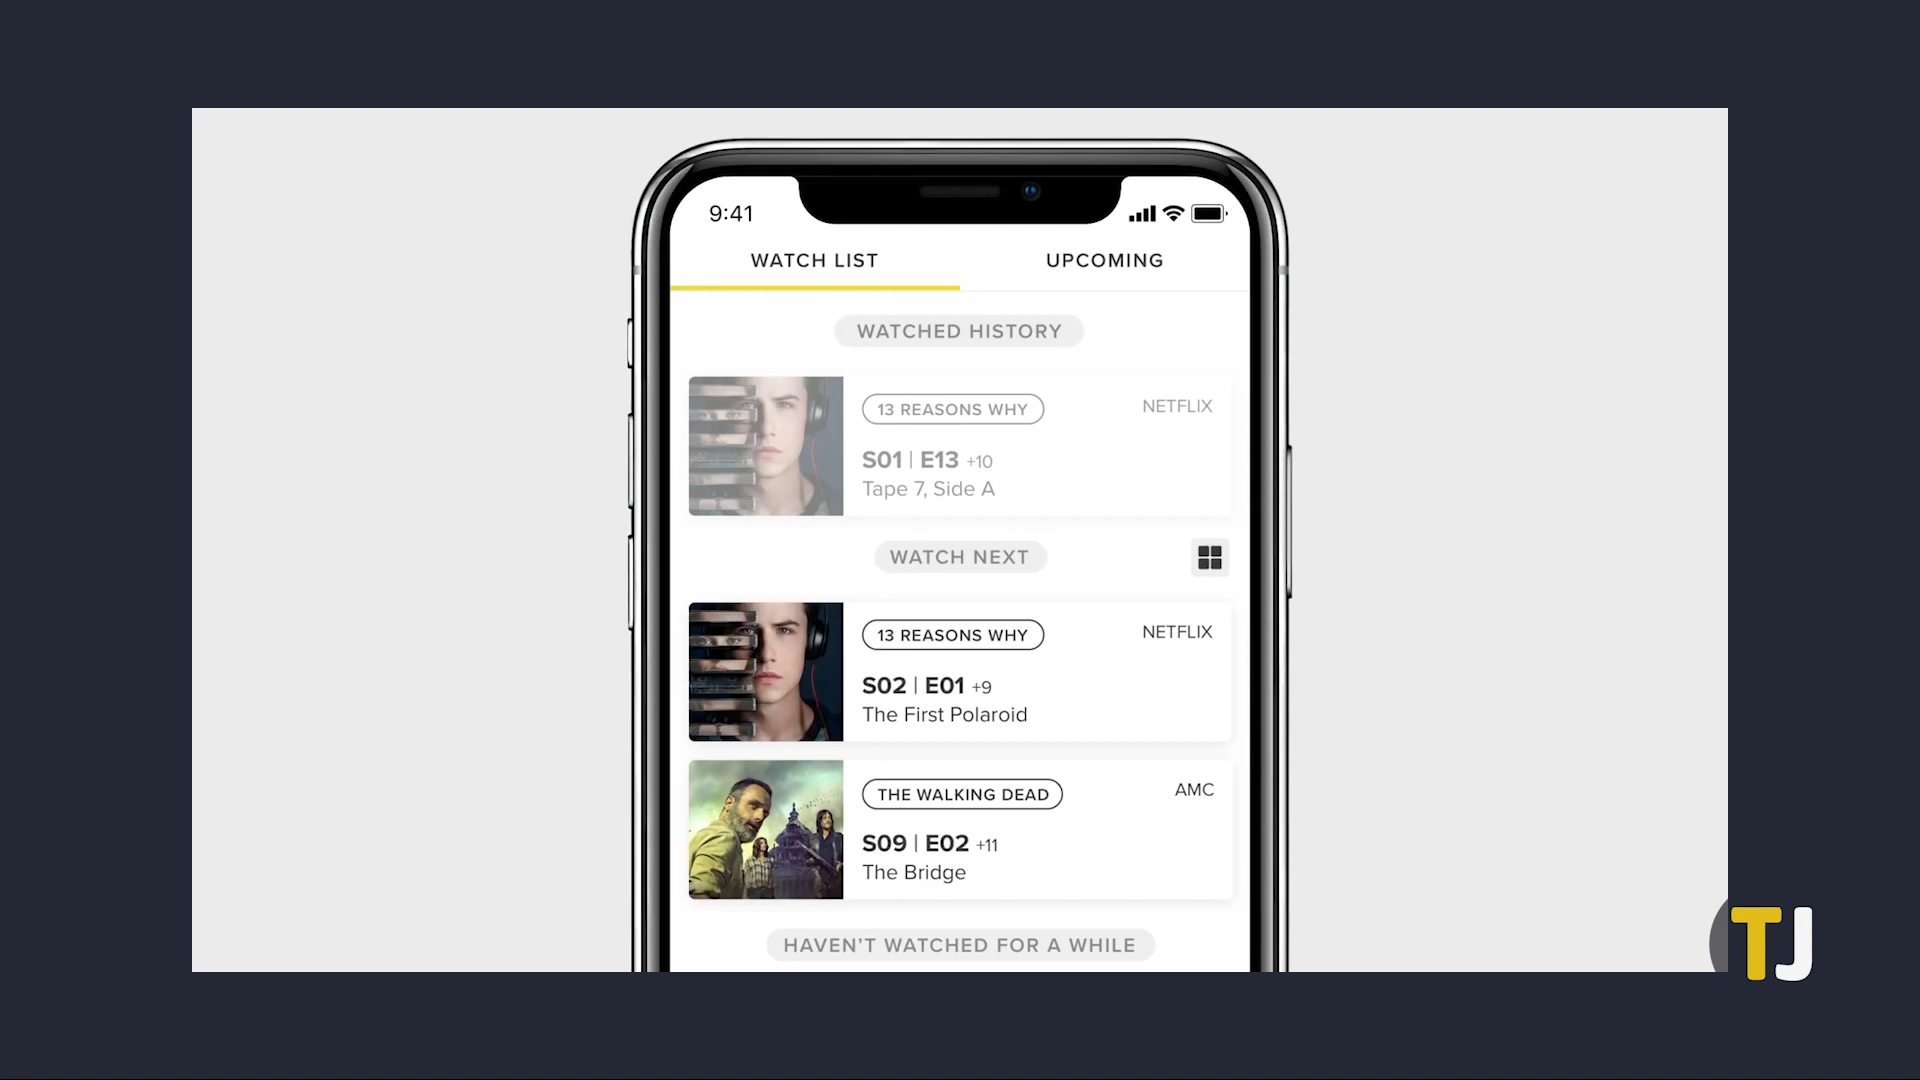 9:41
WATCH LIST
UPCOMING
WATCHED HISTORY
13 REASONS WHY
NETFLIX
S01 | E13 +10
Tape 7, Side A
WATCH NEXT
13 REASONS WHY
NETFLIX
S02 | E01 +9
The First Polaroid
THE WALKING DEAD
AMC
S09 | E02 +11
The Bridge
HAVEN'T WATCHED FOR A WHILE
TJ